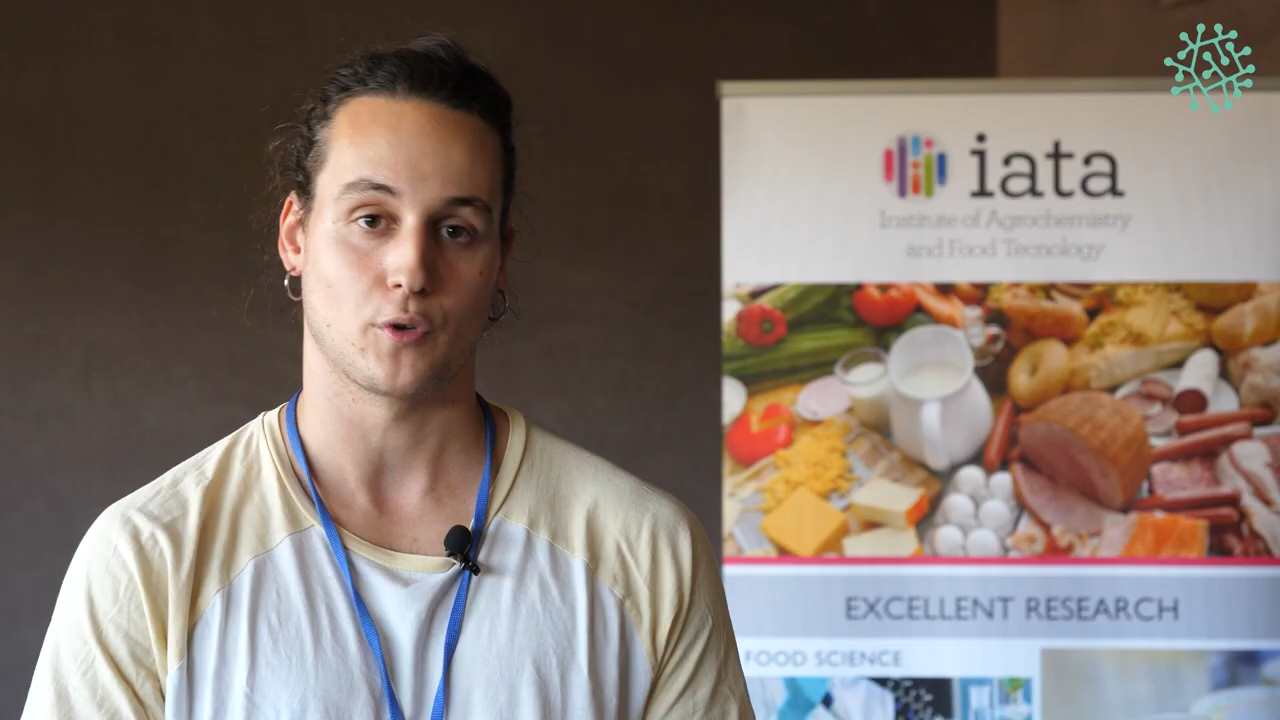 iata
Institute of Agrochemistry
and Food Tecnology
EXCELLENT RESEARCH
FOOD SCIENCE